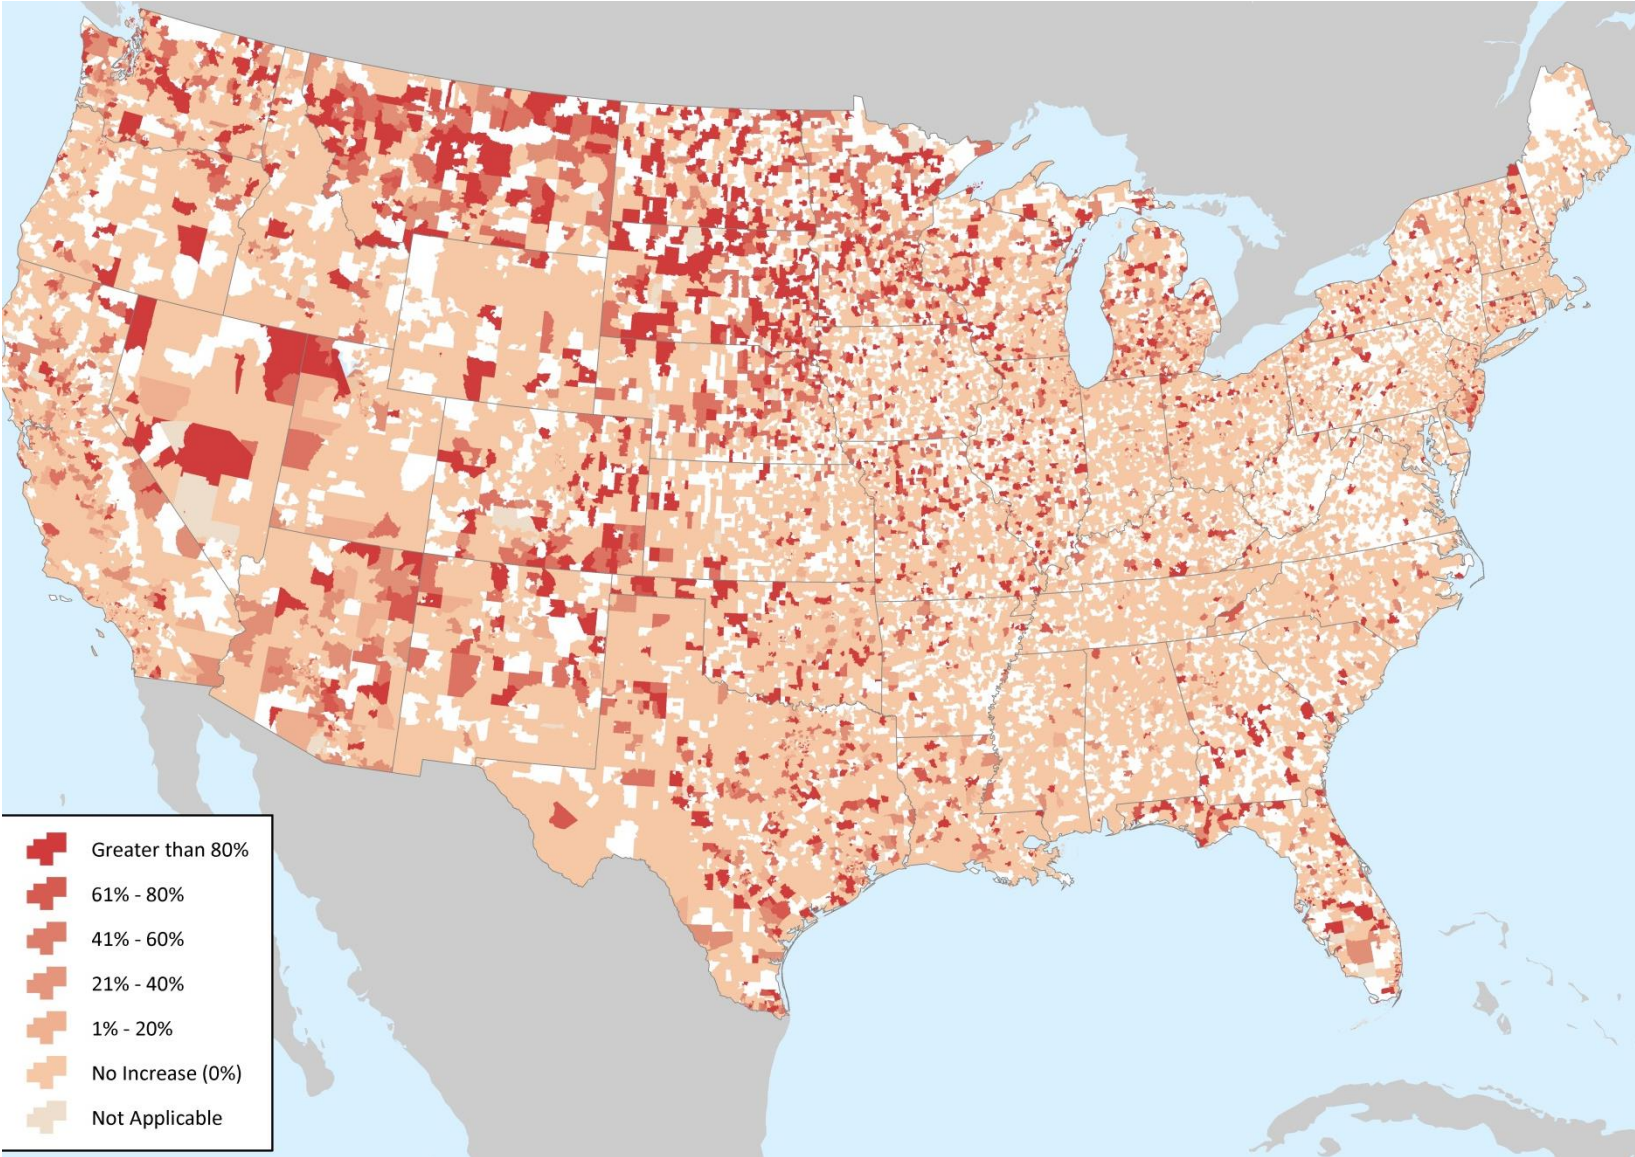 Greater than 80%
61% - 80%
41% - 60%
21% - 40%
1% - 20%
No Increase (0%)
Not Applicable